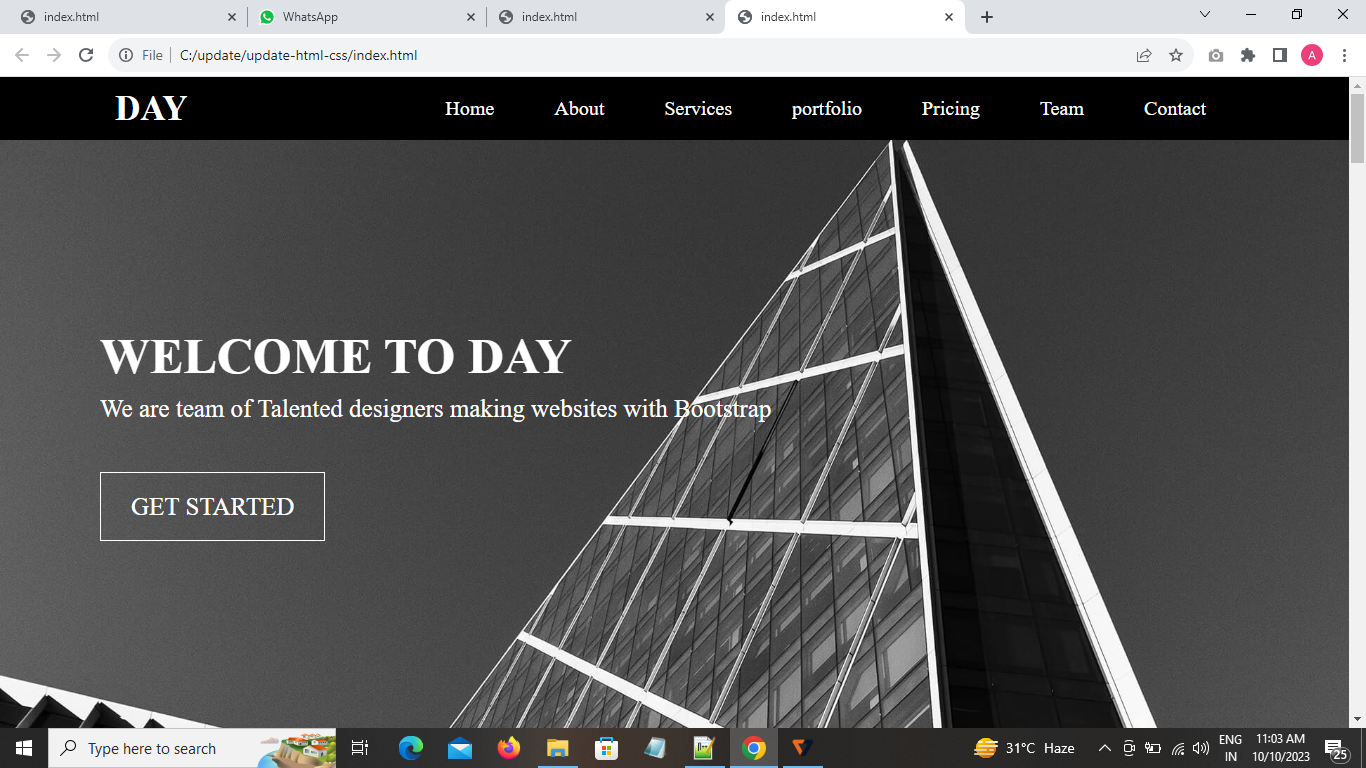 index.html
WhatsApp
index.html
index.html
File
C:/update/update-html-css/index.html
A
DAY
Home
About
Services
portfolio
Pricing
Team
Contact
WELCOME TO DAY
We are team of Talented designers making websites with Bootstrap
GET STARTED
Type here to search
31°C Haze
ENG
IN
11:03 AM
10/10/2023
25